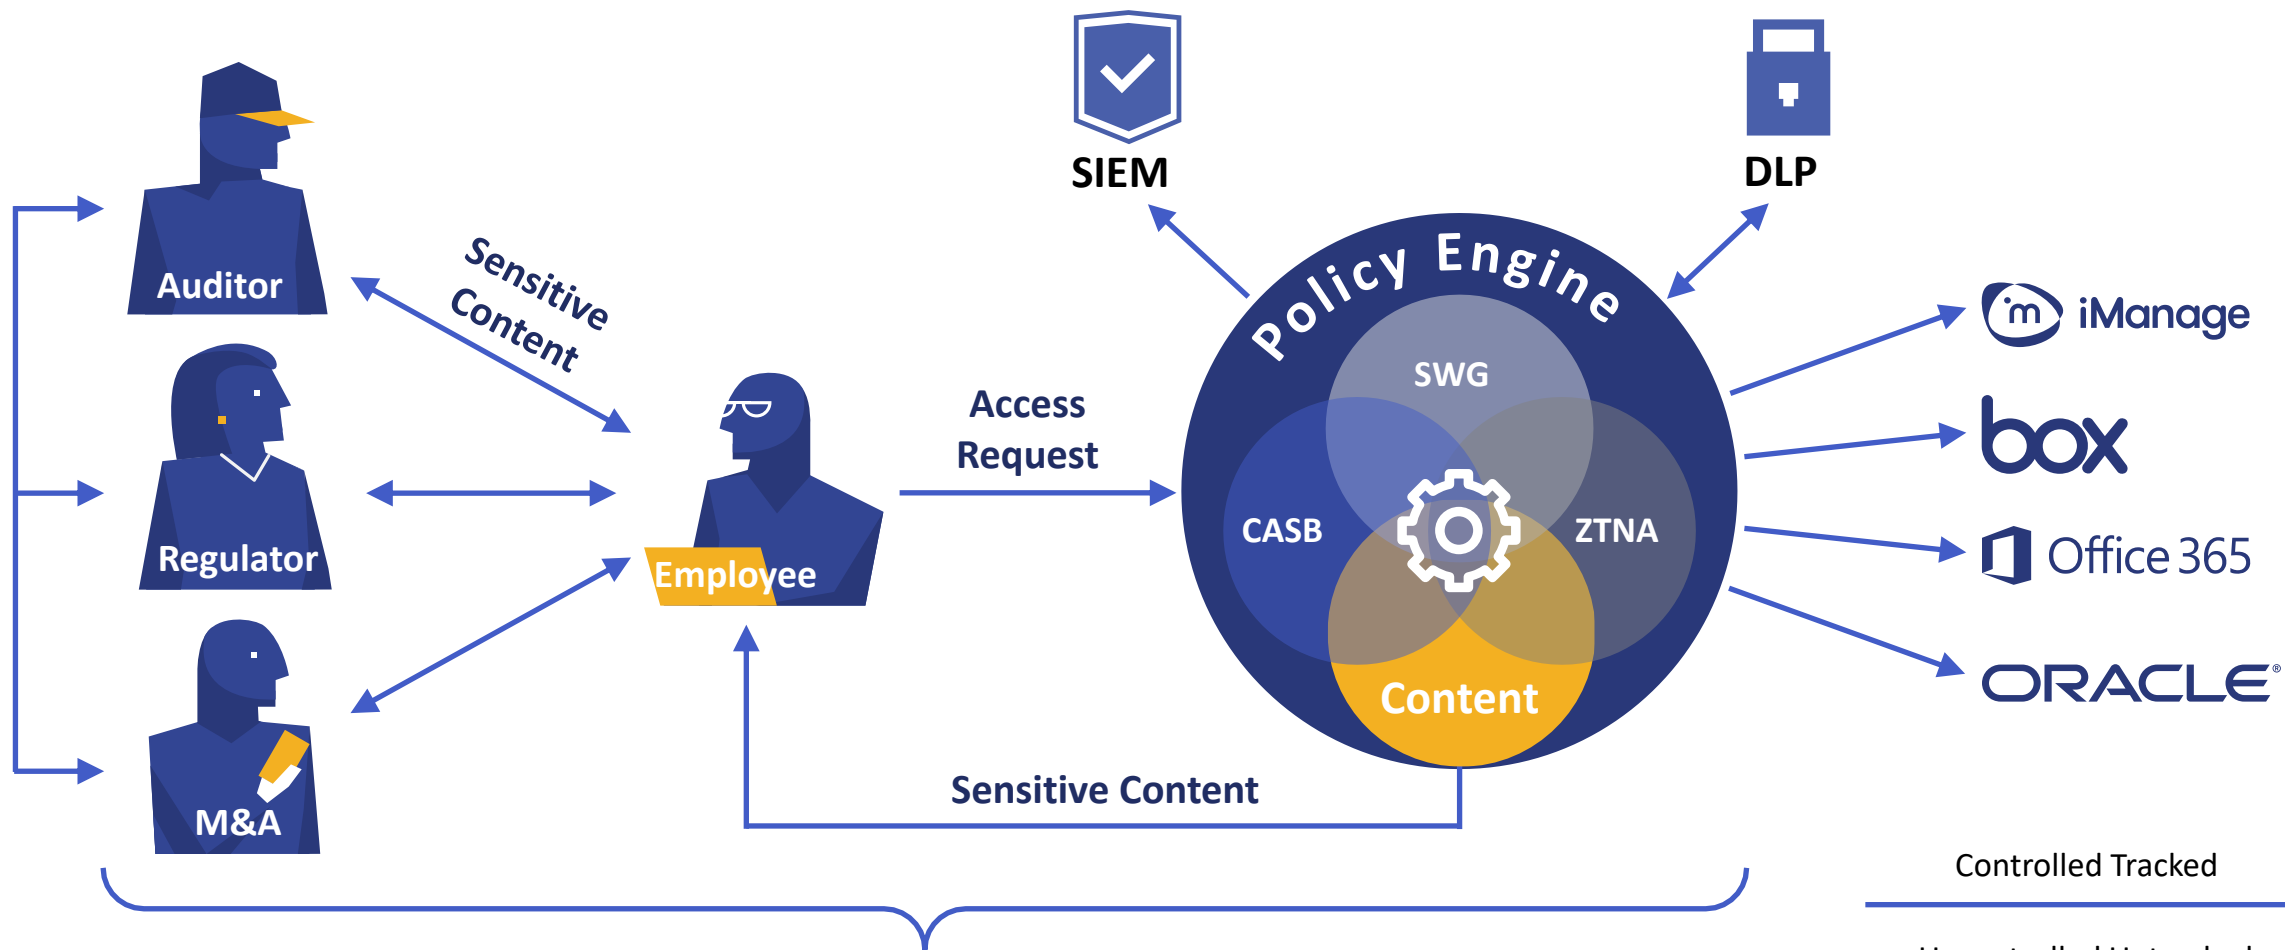 SIEM
DLP
Auditor
Sensitive
Content
Policy Engine
iManage
SWG
Access
Request
box
CASB
ZTNA
Regulator
Employee
Office 365
ORACLE®
Content
Sensitive Content
M&A
Controlled Tracked